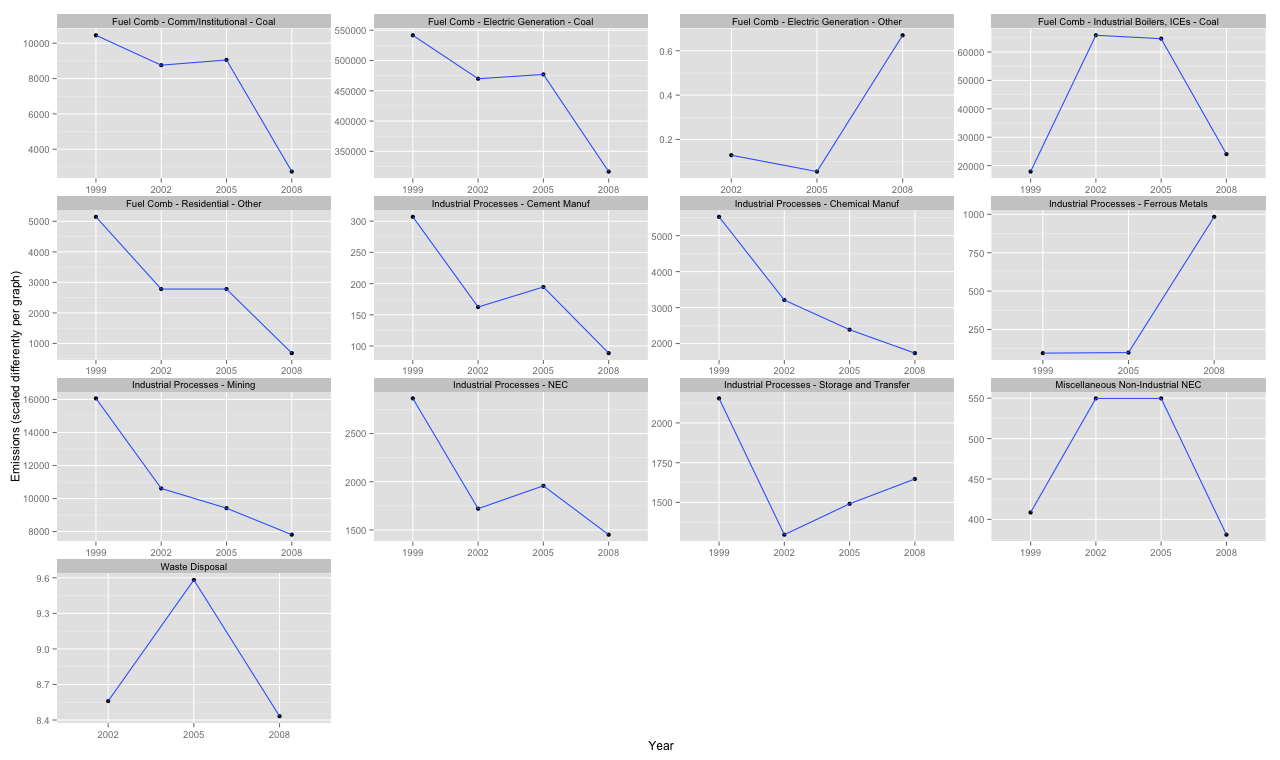 Fuel Comb - Comm/Institutional - Coal
Fuel Comb - Electric Generation - Coal
Fuel Comb - Electric Generation - Other
Fuel Comb - Industrial Boilers, ICEs - Coal
10000
8000
6000
4000
1999 2002 2005 2008
550000
500000
450000
400000
350000
1999 2002 2005 2008
0.6
0.4
0.2
2002 2005 2008
60000
50000
40000
30000
20000
1999 2002 2005 2008
Fuel Comb - Residential - Other
Industrial Processes - Cement Manuf
Industrial Processes - Chemical Manuf
Industrial Processes - Ferrous Metals
5000
4000
3000
2000
1000
1999 2002 2005 2008
300
250
200
150
100
1999 2002 2005 2008
5000
4000
3000
2000
1999 2002 2005 2008
1000
750
500
250
1999 2005 2008
Industrial Processes - Mining
Industrial Processes - NEC
Industrial Processes - Storage and Transfer
Miscellaneous Non-Industrial NEC
16000
14000
12000
10000
8000
1999 2002 2005 2008
2500
2000
1500
1999 2002 2005 2008
2000
1750
1500
1999 2002 2005 2008
550
500
450
400
1999 2002 2005 2008
Waste Disposal
9.6
9.3
9.0
8.7
8.4
2002 2005 2008
Emissions (scaled differently per graph)
Year